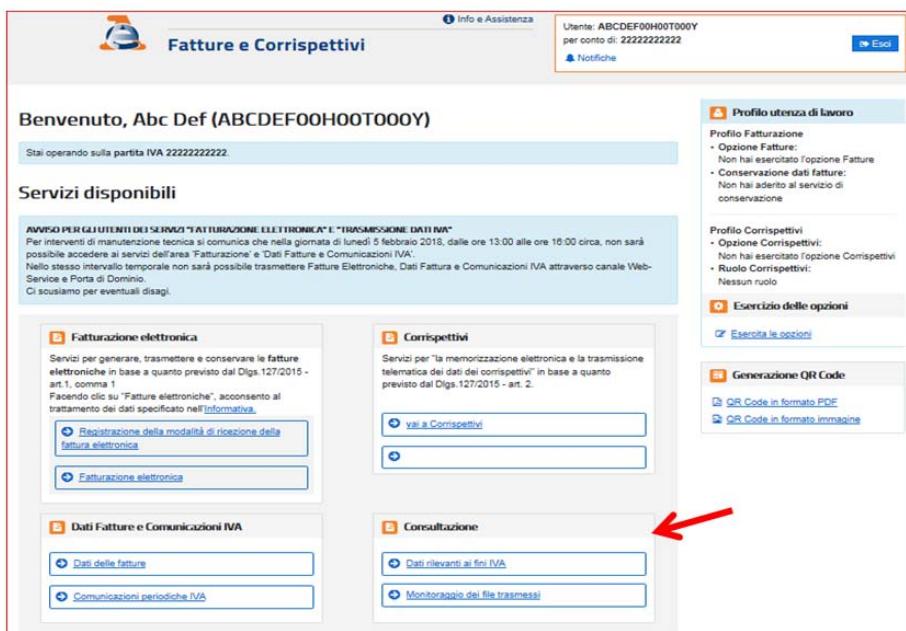 Info e Assistenza
Fatture e Corrispettivi
Utente: ABCDEF00H00T000Y
per conto di: 22222222222
Notifiche
Esci
Benvenuto, Abc Def (ABCDEF00H00T000Y)
Stai operando sulla partita IVA 22222222222.
Servizi disponibili
AVVISO PER GLI UTENTI DEI SERVIZI "FATTURAZIONE ELETTRONICA" E "TRASMISSIONE DATI IVA"
Per interventi di manutenzione tecnica si comunica che nella giornata di lunedì 5 febbraio 2018, dalle ore 13:00 alle ore 16:00 circa, non sarà
possibile accedere ai servizi dell'area 'Fatturazione' e 'Dati Fatture e Comunicazioni IVA'.
Nello stesso intervallo temporale non sarà possibile trasmettere Fatture Elettroniche, Dati Fattura e Comunicazioni IVA attraverso canale Web-
Service e Porta di Dominio.
Ci scusiamo per eventuali disagi.
Fatturazione elettronica
Servizi per generare, trasmettere e conservare le fatture
elettroniche in base a quanto previsto dal Dlgs.127/2015 -
art.1, comma 1
Facendo clic su "Fatture elettroniche", acconsento al
trattamento dei dati specificato nell'Informativa.
Registrazione della modalità di ricezione della
fattura elettronica
Fatturazione elettronica
Corrispettivi
Servizi per "la memorizzazione elettronica e la trasmissione
telematica dei dati dei corrispettivi" in base a quanto
previsto dal Dlgs.127/2015 - art. 2.
vai a Corrispettivi
Dati Fatture e Comunicazioni IVA
Dati delle fatture
Comunicazioni periodiche IVA
Consultazione
Dati rilevanti ai fini IVA
Monitoraggio dei file trasmessi
Profilo utenza di lavoro
Profilo Fatturazione
• Opzione Fatture:
Non hai esercitato l'opzione Fatture
• Conservazione dati fatture:
Non hai aderito al servizio di
conservazione
Profilo Corrispettivi
• Opzione Corrispettivi:
Non hai esercitato l'opzione Corrispettivi
• Ruolo Corrispettivi:
Nessun ruolo
Esercizio delle opzioni
Esercita le opzioni
Generazione QR Code
QR Code in formato PDF
QR Code in formato immagine